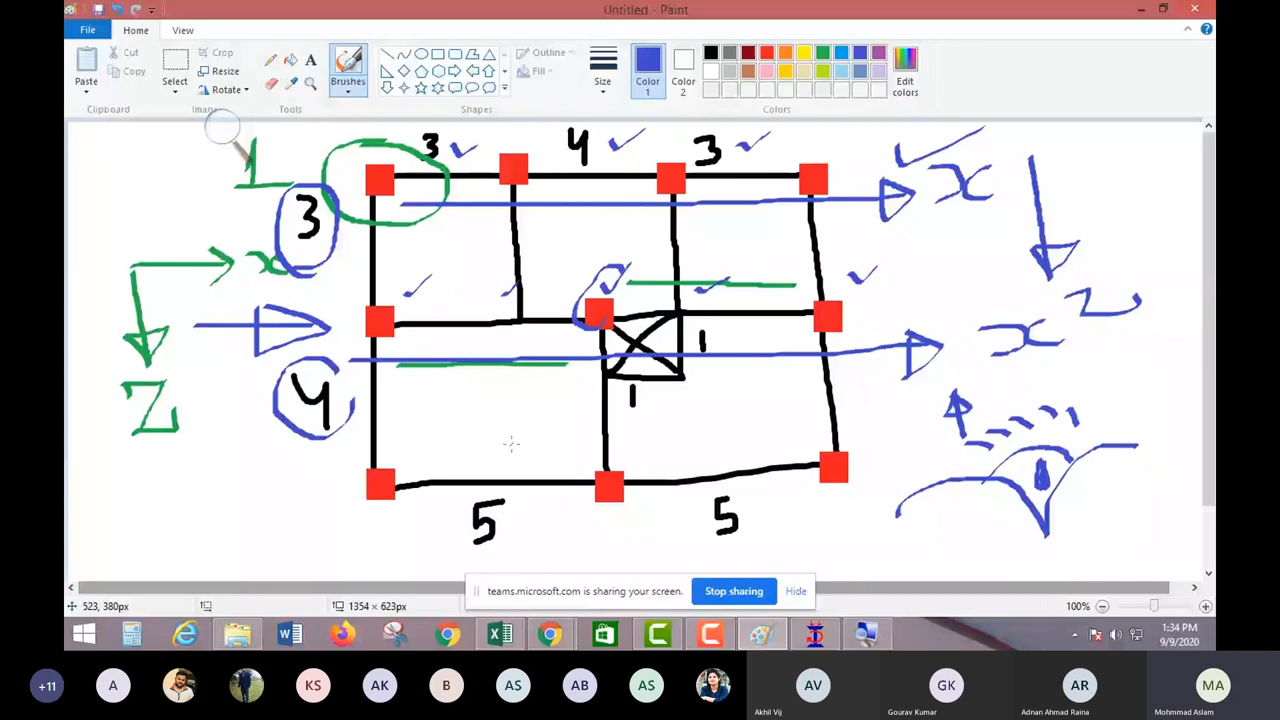 Untitled - Paint
File Home View
Paste
Cut
Copy
Clipboard
Select
Crop
Resize
Rotate
Image
Tools
A
Brushes
Shapes
Outline
Fill
Size
Color 1
Color 2
Edit colors
Colors
3 4 3
1
3
x
x
z
4
x
Z
1
1
5 5
teams.microsoft.com is sharing your screen. Stop sharing Hide
523, 380px
1354 × 623px
100%
1:34 PM
9/9/2020
+11 A KS AK B AS AB AS AV GK AR MA
Akhil Vij Gourav Kumar Adnan Ahmad Raina Mohmmad Aslam